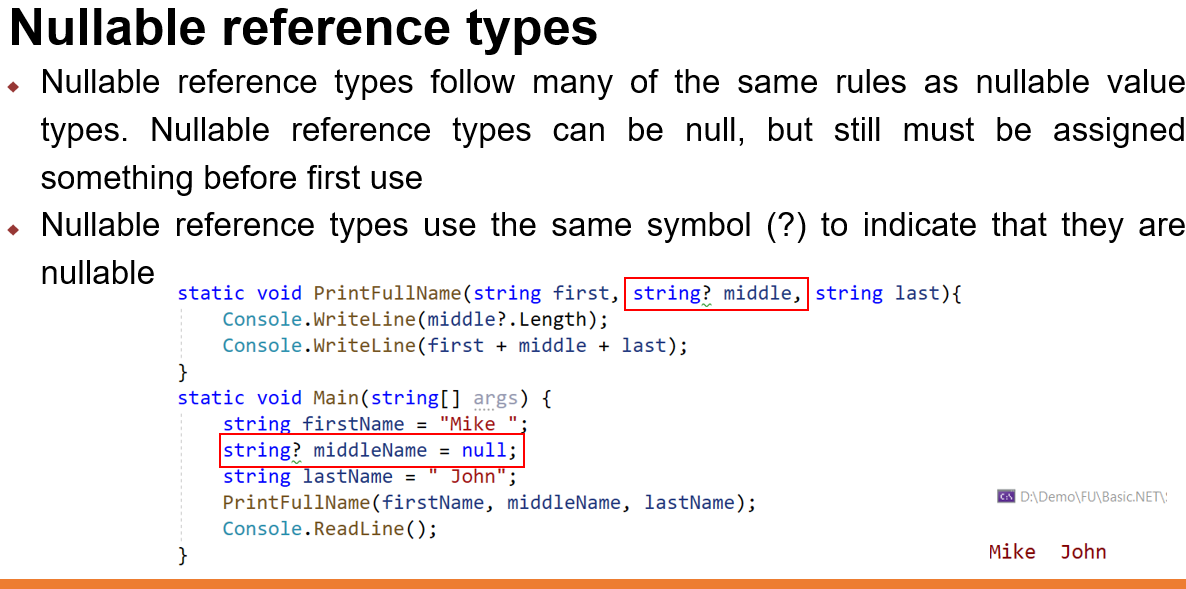 Nullable reference types
Nullable reference types follow many of the same rules as nullable value
types. Nullable reference types can be null, but still must be assigned
something before first use
Nullable reference types use the same symbol (?) to indicate that they are
nullable
static void PrintFullName(string first, string? middle, string last){
Console.WriteLine(middle?.Length);
Console.WriteLine(first + middle + last);
}
static void Main(string[] args) {
string firstName = "Mike ";
string? middleName = null;
string lastName = " John";
PrintFullName(firstName, middleName, lastName);
Console.ReadLine();
}
D:\Demo\FU\Basic.NET\
Mike  John